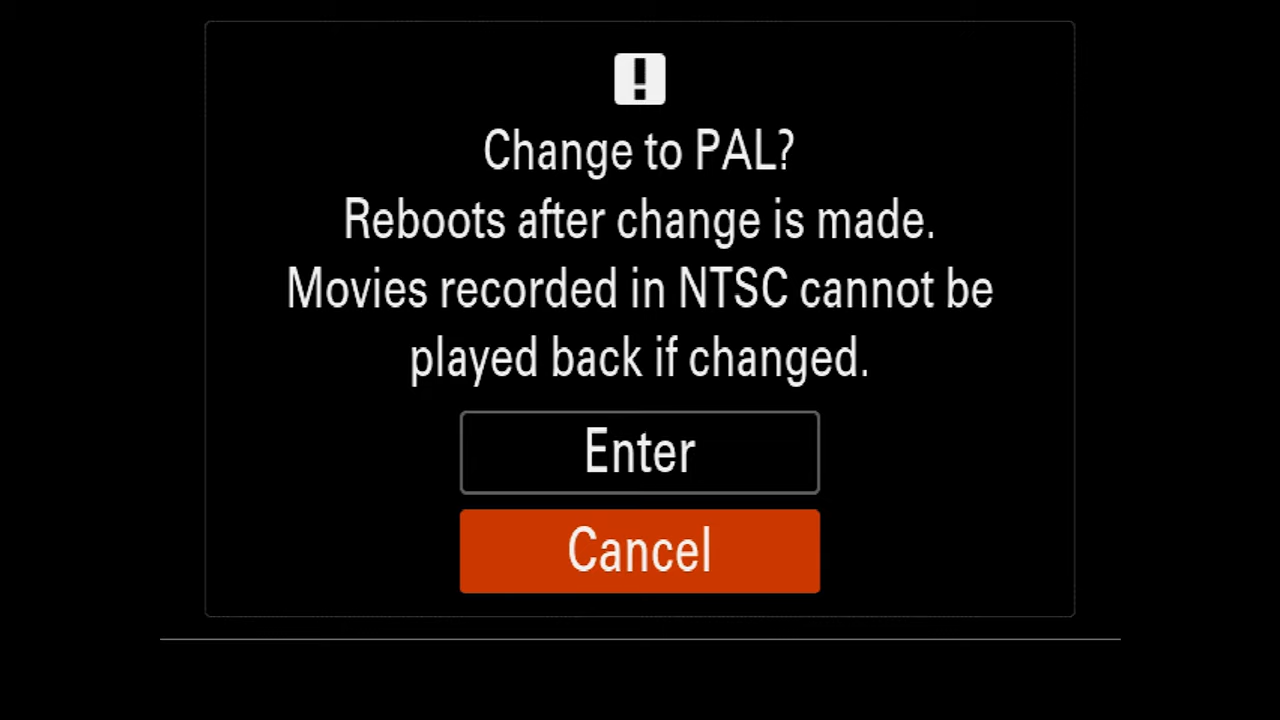 Change to PAL?
Reboots after change is made.
Movies recorded in NTSC cannot be
played back if changed.
Enter
Cancel